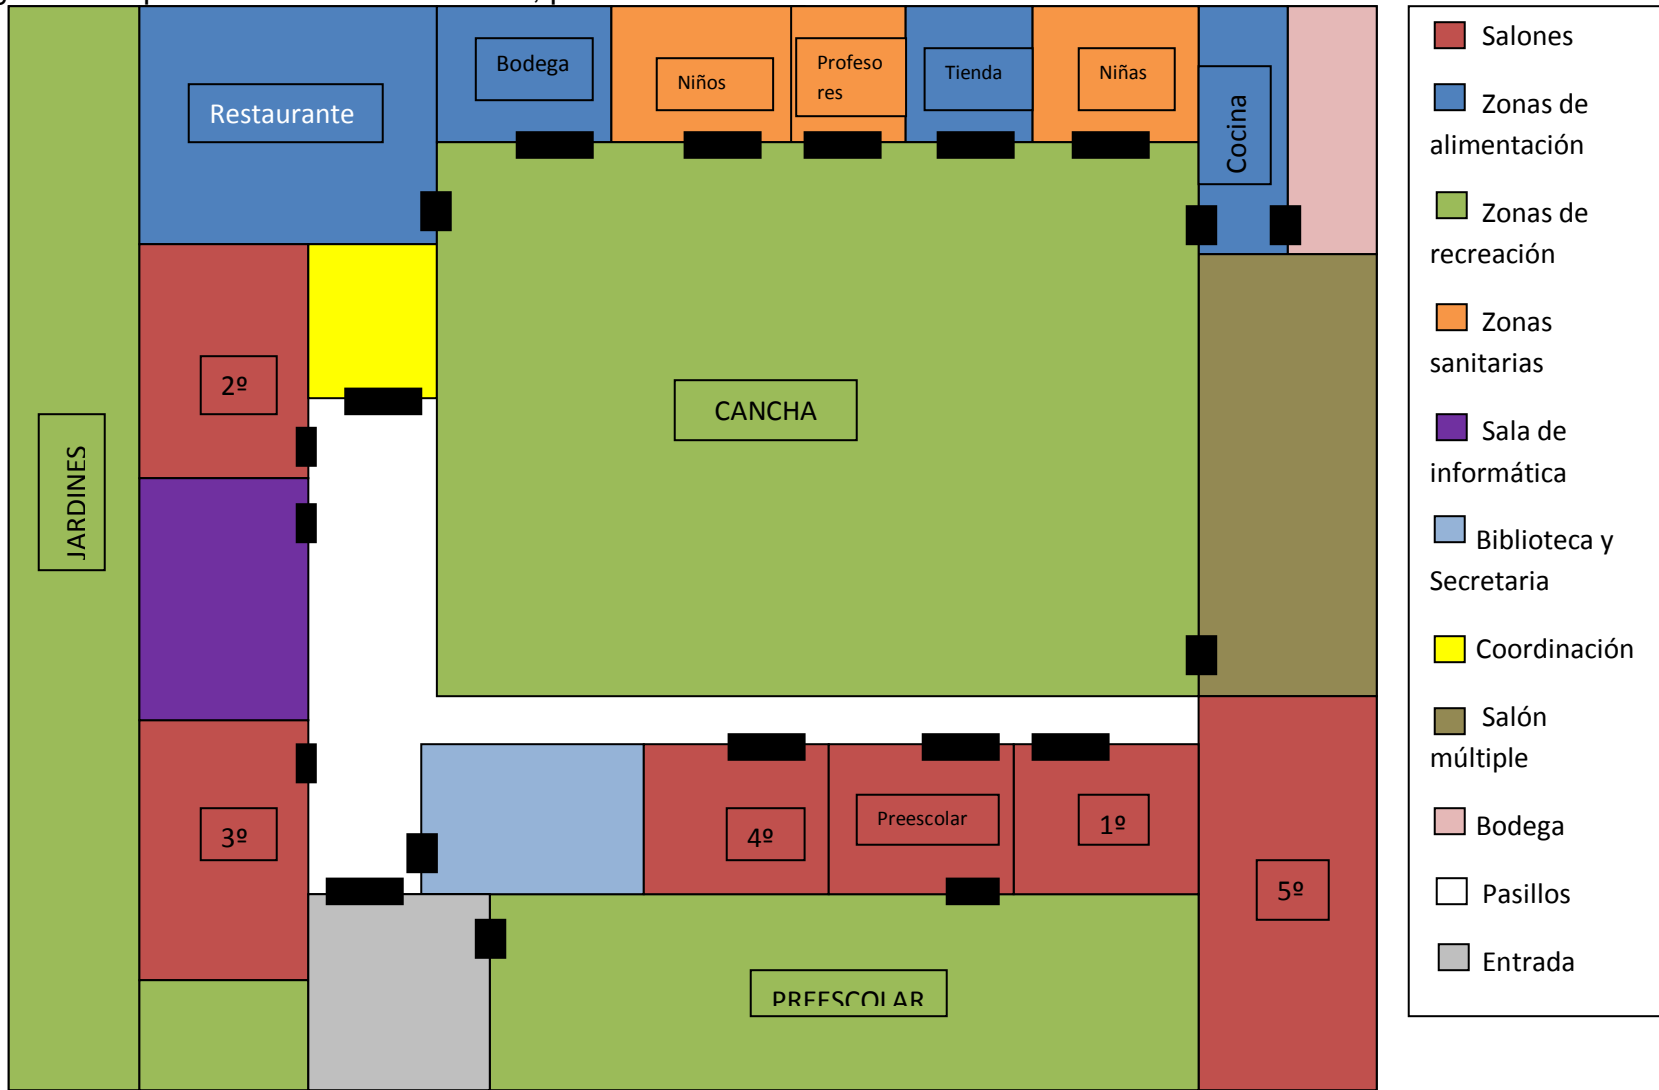 Restaurante
Bodega
Niños
Profeso
res
Tienda
Niñas
Cocina
2º
CANCHA
JARDINES
3º
4º
Preescolar
1º
5º
PREESCOLAR
Salones
Zonas de
alimentación
Zonas de
recreación
Zonas
sanitarias
Sala de
informática
Biblioteca y
Secretaria
Coordinación
Salón
múltiple
Bodega
Pasillos
Entrada